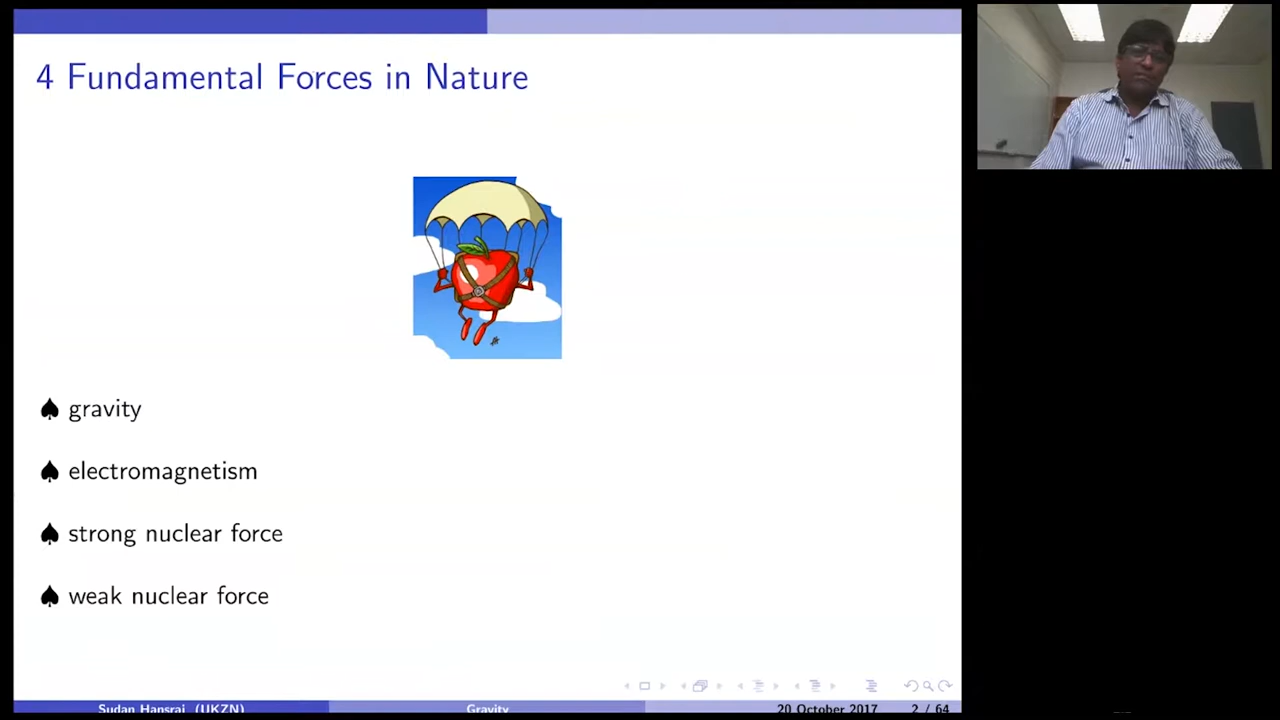 4 Fundamental Forces in Nature
♠ gravity
♠ electromagnetism
♠ strong nuclear force
♠ weak nuclear force
Sudan Hansraj (UKZN) Gravity 20 October 2017 2 / 64